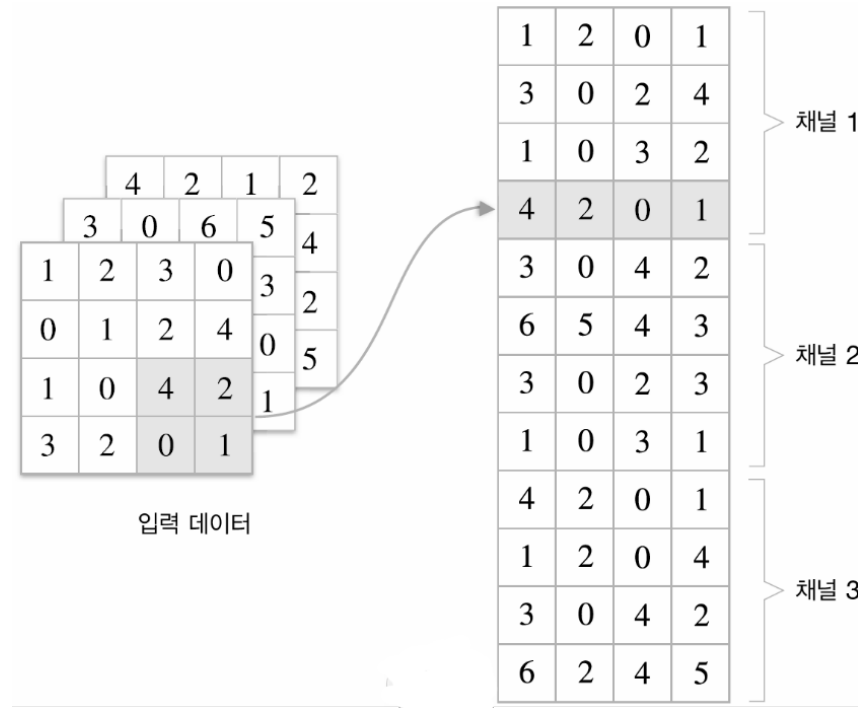 4 2 1 2
4
2
5
3 0 6 5
3
0
1
1 2 3 0
0 1 2 4
1 0 4 2
3 2 0 1
입력 데이터
1 2 0 1
3 0 2 4
1 0 3 2
4 2 0 1
채널 1
3 0 4 2
6 5 4 3
3 0 2 3
1 0 3 1
채널 2
4 2 0 1
1 2 0 4
3 0 4 2
6 2 4 5
채널 3